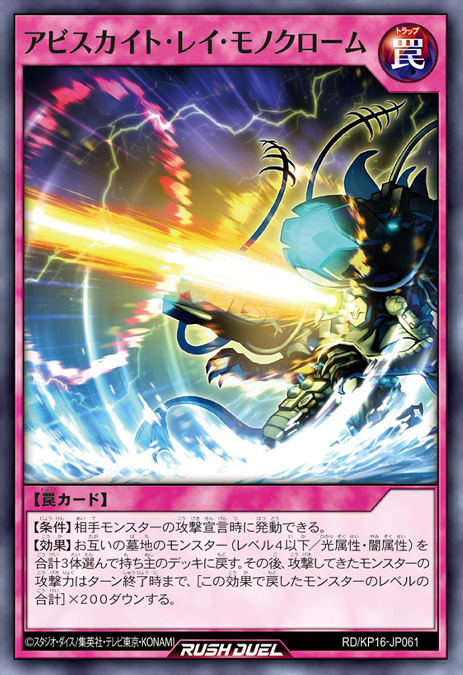 アビスカイト・レイ・モノクローム
トラップ
罠
【罠カード】
【条件】相手モンスターの攻撃宣言時に発動できる。
【効果】お互いの墓地のモンスター(レベル4以下/光属性・闇属性)を
合計3体選んで持ち主のデッキに戻す。その後、攻撃してきたモンスターの
攻撃力はターン終了時まで、[この効果で戻したモンスターのレベルの
合計]×200ダウンする。
©スタジオ・ダイス/集英社・テレビ東京・KONAMI
RUSH DUEL
RD/KP16-JP061